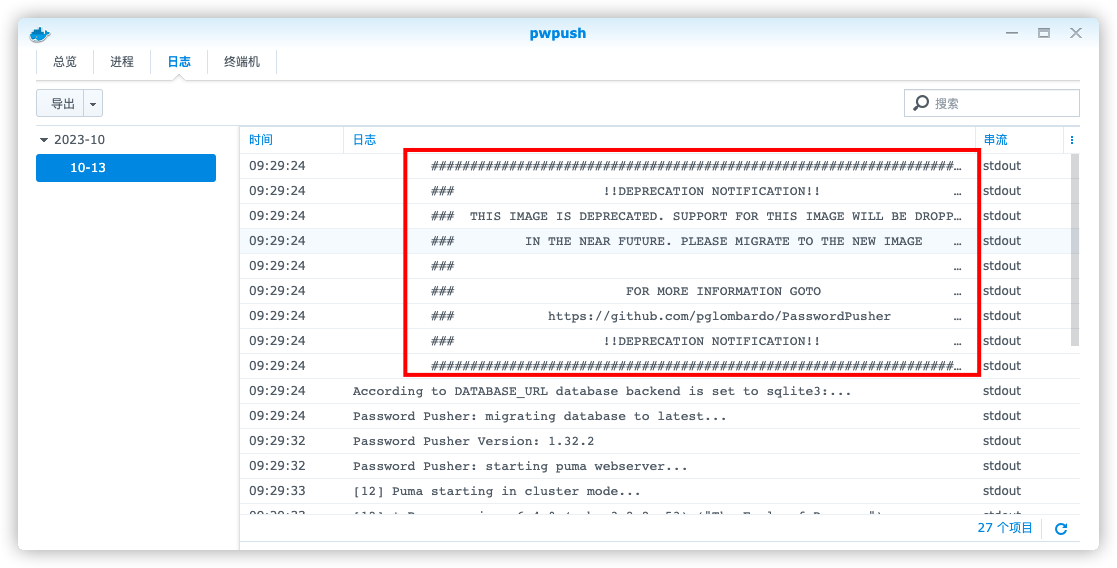 pwpush
总览 进程 日志 终端机
导出 搜索
2023-10
10-13
时间 日志 串流
09:29:24 ###################################################################... stdout
09:29:24 ### !!DEPRECATION NOTIFICATION!! ... stdout
09:29:24 ### THIS IMAGE IS DEPRECATED. SUPPORT FOR THIS IMAGE WILL BE DROPP... stdout
09:29:24 ### IN THE NEAR FUTURE. PLEASE MIGRATE TO THE NEW IMAGE ... stdout
09:29:24 ### ... stdout
09:29:24 ### FOR MORE INFORMATION GOTO ... stdout
09:29:24 ### https://github.com/pglombardo/PasswordPusher ... stdout
09:29:24 ### !!DEPRECATION NOTIFICATION!! ... stdout
09:29:24 ###################################################################... stdout
09:29:24 According to DATABASE_URL database backend is set to sqlite3:... stdout
09:29:24 Password Pusher: migrating database to latest... stdout
09:29:32 Password Pusher Version: 1.32.2 stdout
09:29:32 Password Pusher: starting puma webserver... stdout
09:29:33 [12] Puma starting in cluster mode... stdout
27 个项目